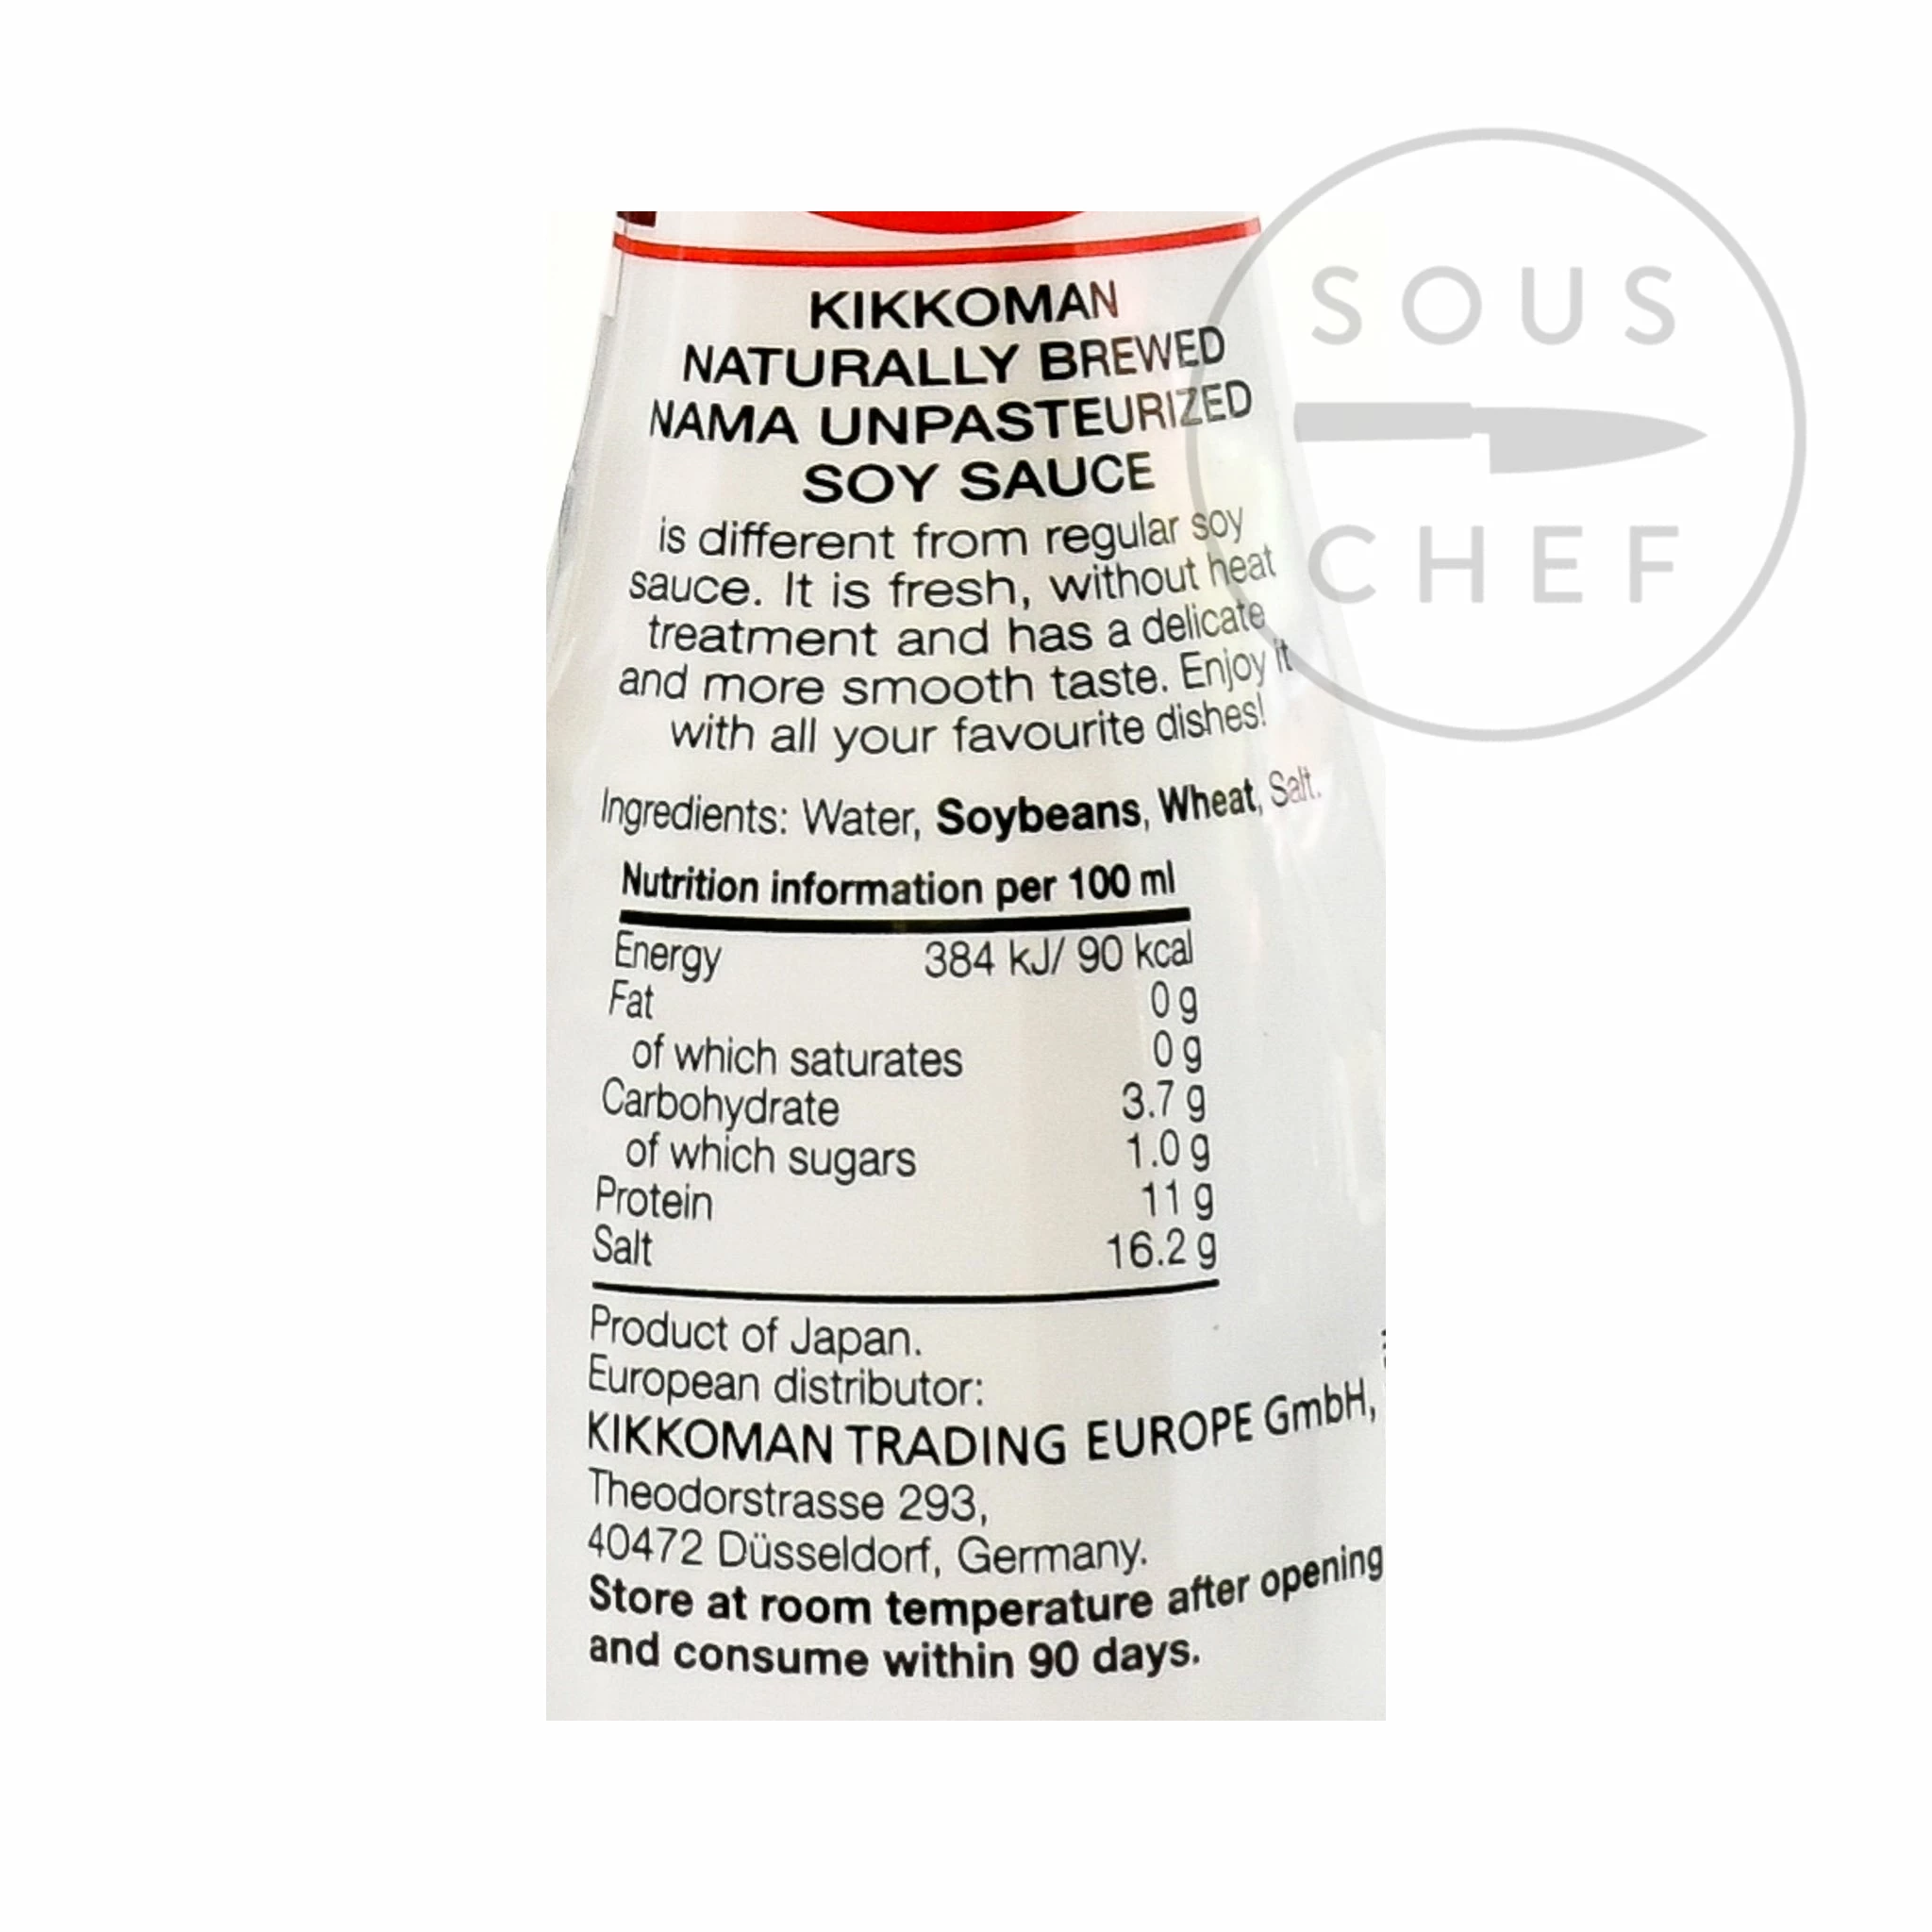 KIKKOMAN
NATURALLY BREWED
NAMA UNPASTEURIZED
SOY SAUCE
is different from regular soy
sauce. It is fresh, without heat
treatment and has a delicate
and more smooth taste. Enjoy it
with all your favourite dishes!
Ingredients: Water, Soybeans, Wheat, Salt.
Nutrition information per 100 ml
Energy 384 kJ/ 90 kcal
Fat 0 g
of which saturates 0 g
Carbohydrate 3.7 g
of which sugars 1.0 g
Protein 11 g
Salt 16.2 g
Product of Japan.
European distributor:
KIKKOMAN TRADING EUROPE GmbH,
Theodorstrasse 293,
40472 Düsseldorf, Germany.
Store at room temperature after opening
and consume within 90 days.
SOUS
CHEF